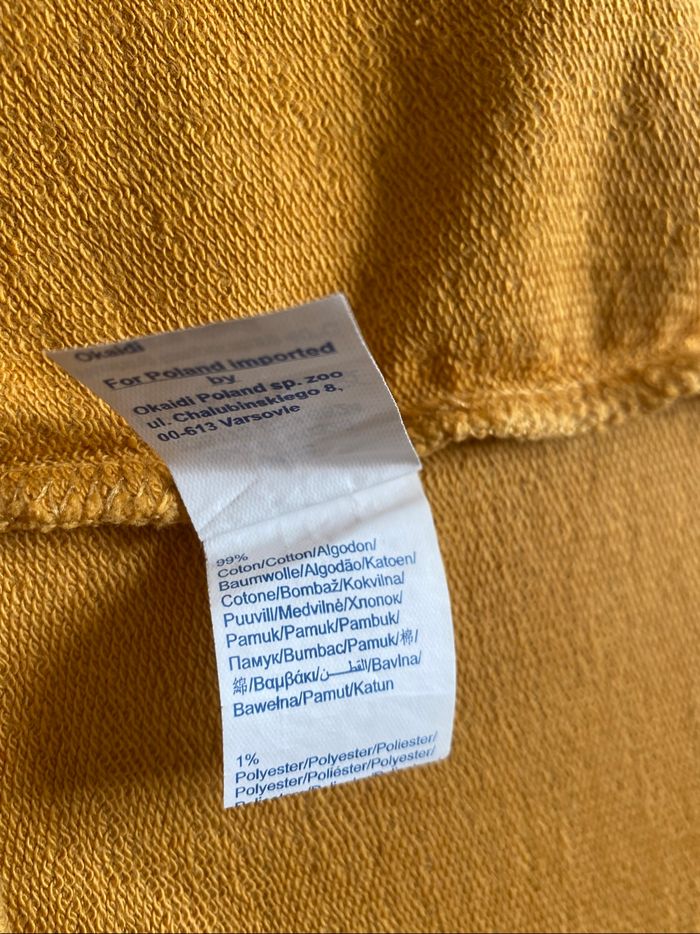 Okaidi
For Poland imported
by
Okaidi Poland sp. zoo
ul. Chalubinskiego 8,
00-613 Varsovie
99%
Coton/Cotton/Algodon/
Baumwolle/Algodão/Katoen/
Cotone/Bombaž/Kokvilna/
Puuvill/Medvilnė/Хлопок/
Pamuk/Pamuk/Pambuk/
Памук/Bumbac/Pamuk/棉/
綿/Βαμβάκι/القطن/Bavlna/
Bawełna/Pamut/Katun
1%
Polyester/Polyester/Poliester/
Polyester/Poliéster/Polyester/